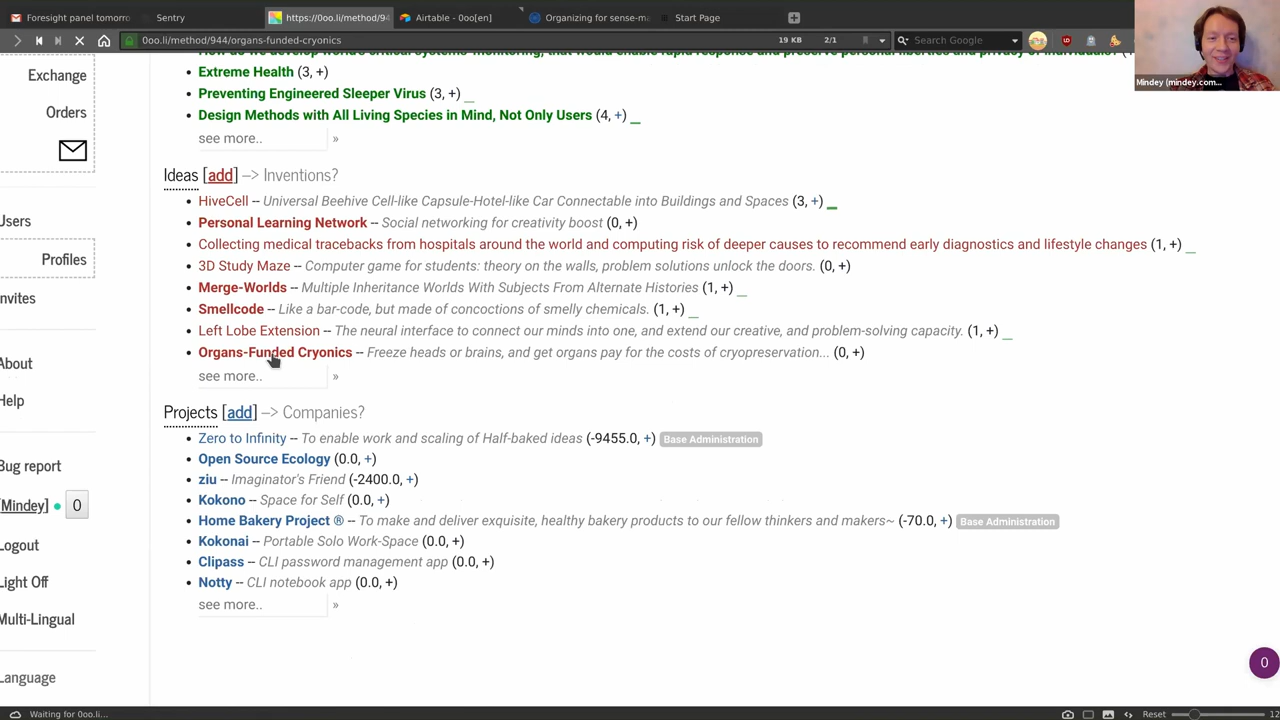 Foresight panel tomorro
Sentry
https://0oo.li/method/94
Airtable - 0oo[en]
Organizing for sense-ma
Start Page
0oo.li/method/944/organs-funded-cryonics
19 KB 2/1
Search Google
Mindey (mindey.com...
Exchange
Orders
Users
Profiles
nvites
About
Help
Bug report
[Mindey] 0
Logout
Light Off
Multi-Lingual
Language
Extreme Health (3, +)
Preventing Engineered Sleeper Virus (3, +)
Design Methods with All Living Species in Mind, Not Only Users (4, +)
see more.. »
Ideas [add] –> Inventions?
HiveCell -- Universal Beehive Cell-like Capsule-Hotel-like Car Connectable into Buildings and Spaces (3, +)
Personal Learning Network -- Social networking for creativity boost (0, +)
Collecting medical tracebacks from hospitals around the world and computing risk of deeper causes to recommend early diagnostics and lifestyle changes (1, +)
3D Study Maze -- Computer game for students: theory on the walls, problem solutions unlock the doors. (0, +)
Merge-Worlds -- Multiple Inheritance Worlds With Subjects From Alternate Histories (1, +)
Smellcode -- Like a bar-code, but made of concoctions of smelly chemicals. (1, +)
Left Lobe Extension -- The neural interface to connect our minds into one, and extend our creative, and problem-solving capacity. (1, +)
Organs-Funded Cryonics -- Freeze heads or brains, and get organs pay for the costs of cryopreservation... (0, +)
see more.. »
Projects [add] –> Companies?
Zero to Infinity -- To enable work and scaling of Half-baked ideas (-9455.0, +) Base Administration
Open Source Ecology (0.0, +)
ziu -- Imaginator's Friend (-2400.0, +)
Kokono -- Space for Self (0.0, +)
Home Bakery Project ® -- To make and deliver exquisite, healthy bakery products to our fellow thinkers and makers~ (-70.0, +) Base Administration
Kokonai -- Portable Solo Work-Space (0.0, +)
Clipass -- CLI password management app (0.0, +)
Notty -- CLI notebook app (0.0, +)
see more.. »
0
Waiting for 0oo.li...
Reset
12